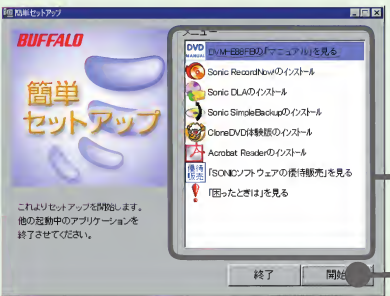 簡単セットアップ
BUFFALO
簡単
セットアップ
これよりセットアップを開始します。
他の起動中のアプリケーションを
終了させてください。
メニュー
DVD
MANUAL
DVM-E88FBの「マニュアル」を見る
Sonic RecordNowのインストール
Sonic DLAのインストール
Sonic SimpleBackupのインストール
CloneDVD体験版のインストール
Acrobat Readerのインストール
優待
販売
「SONICソフトウェアの優待販売」を見る
「困ったときは」を見る
終了
開始